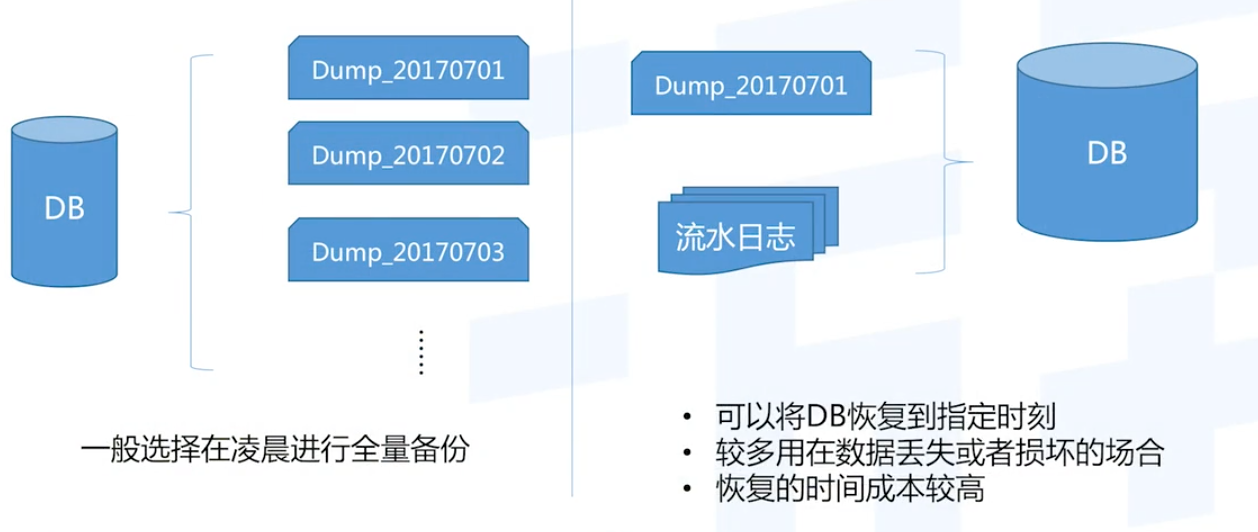 DB
Dump_20170701
Dump_20170702
Dump_20170703
一般选择在凌晨进行全量备份
Dump_20170701
流水日志
DB
• 可以将DB恢复到指定时刻
• 较多用在数据丢失或者损坏的场合
• 恢复的时间成本较高